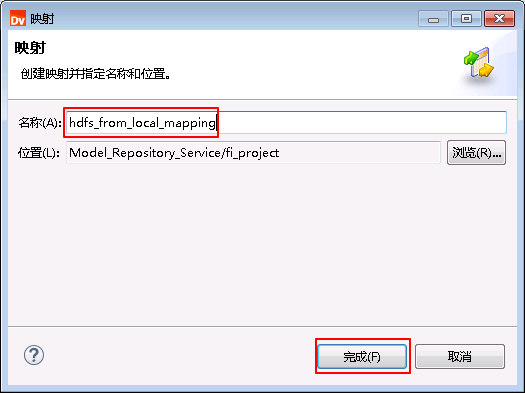 Dv 映射
映射
创建映射并指定名称和位置。
名称(A): hdfs_from_local_mapping
位置(L): Model_Repository_Service/fi_project 浏览(R)...
? 完成(F) 取消